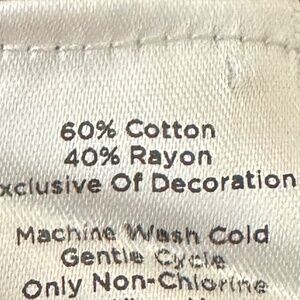 60% Cotton
40% Rayon
xclusive Of Decoration
Machine Wash Cold
Gentle Cycle
Only Non-Chlorine